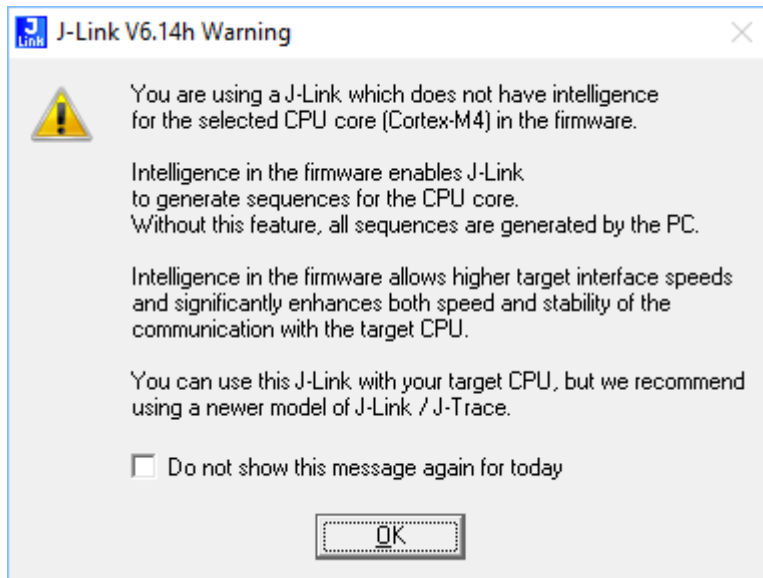 J Link J-Link V6.14h Warning
You are using a J-Link which does not have intelligence
for the selected CPU core (Cortex-M4) in the firmware.
Intelligence in the firmware enables J-Link
to generate sequences for the CPU core.
Without this feature, all sequences are generated by the PC.
Intelligence in the firmware allows higher target interface speeds
and significantly enhances both speed and stability of the
communication with the target CPU.
You can use this J-Link with your target CPU, but we recommend
using a newer model of J-Link / J-Trace.
Do not show this message again for today
OK